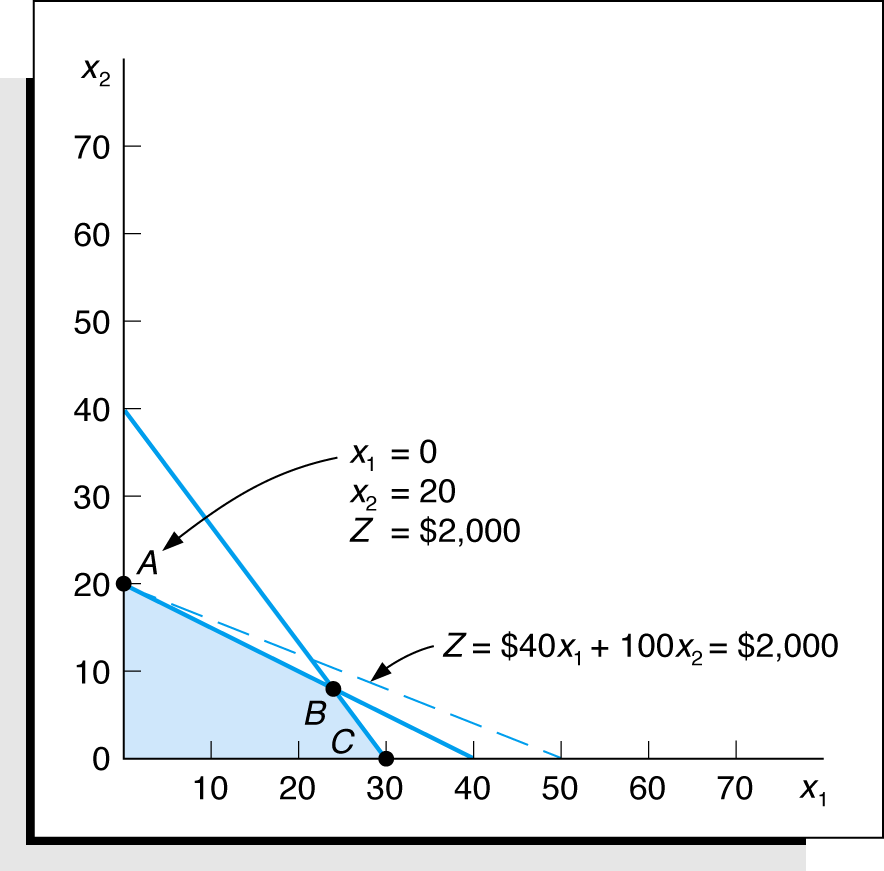 x₂
70
60
50
40
30
20
10
0
x₁ = 0
x₂ = 20
Z = $2,000
A
Z = $40x₁ + 100x₂ = $2,000
B
C
10 20 30 40 50 60 70 x₁